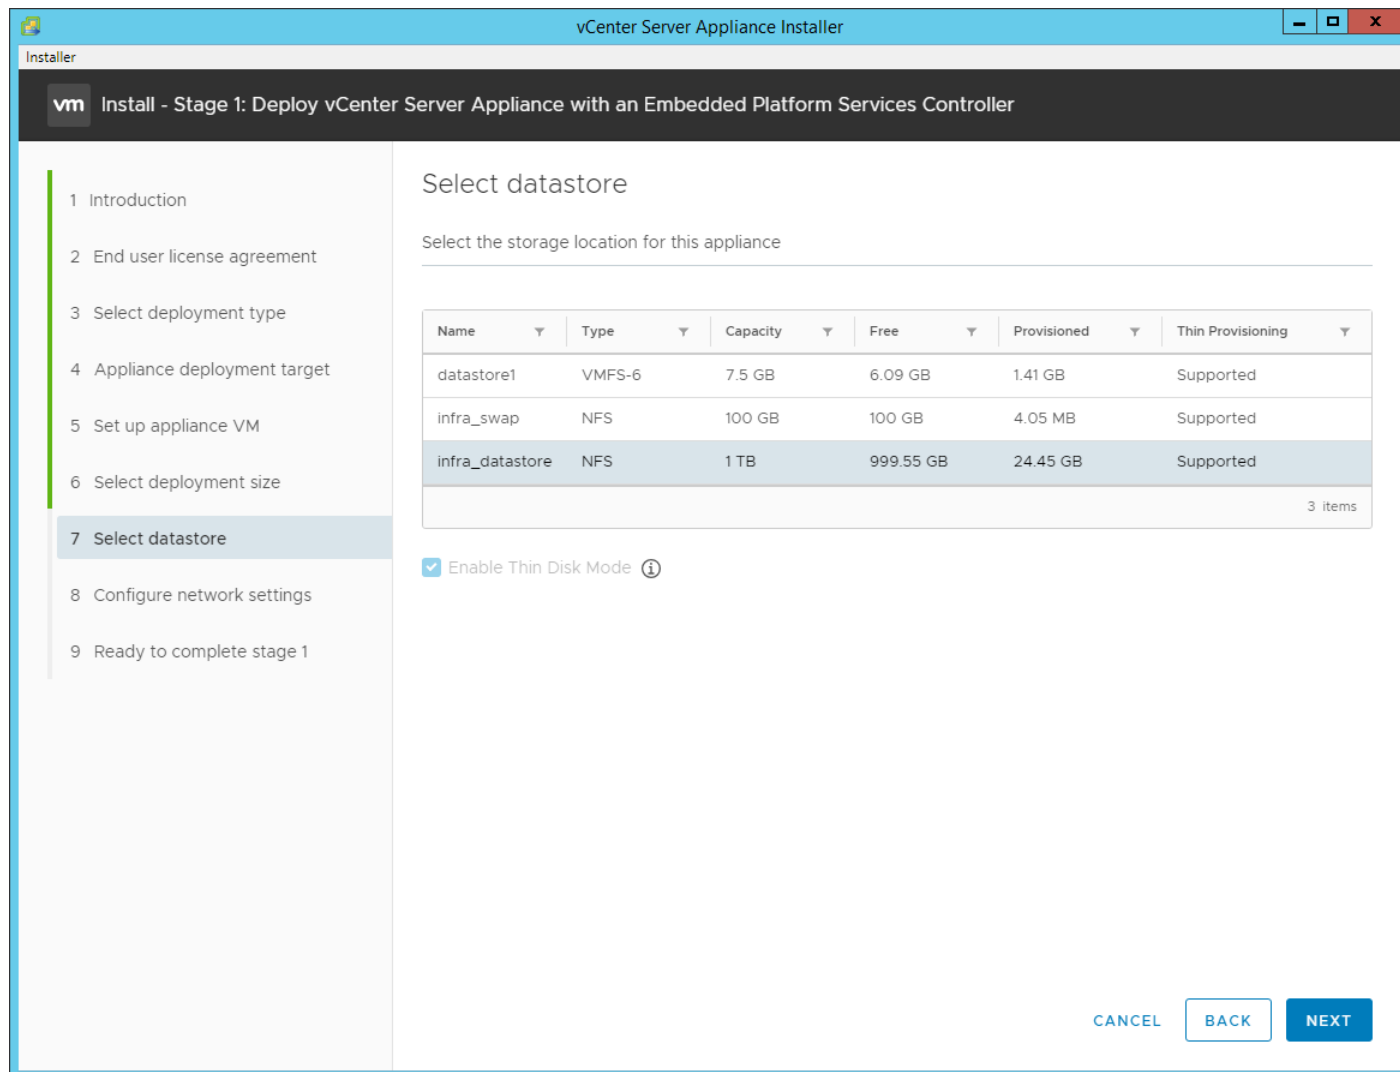 vCenter Server Appliance Installer
Installer
vm Install - Stage 1: Deploy vCenter Server Appliance with an Embedded Platform Services Controller
1 Introduction
2 End user license agreement
3 Select deployment type
4 Appliance deployment target
5 Set up appliance VM
6 Select deployment size
7 Select datastore
8 Configure network settings
9 Ready to complete stage 1
Select datastore
Select the storage location for this appliance
Name Type Capacity Free Provisioned Thin Provisioning
datastore1 VMFS-6 7.5 GB 6.09 GB 1.41 GB Supported
infra_swap NFS 100 GB 100 GB 4.05 MB Supported
infra_datastore NFS 1 TB 999.55 GB 24.45 GB Supported
3 items
Enable Thin Disk Mode
CANCEL BACK NEXT